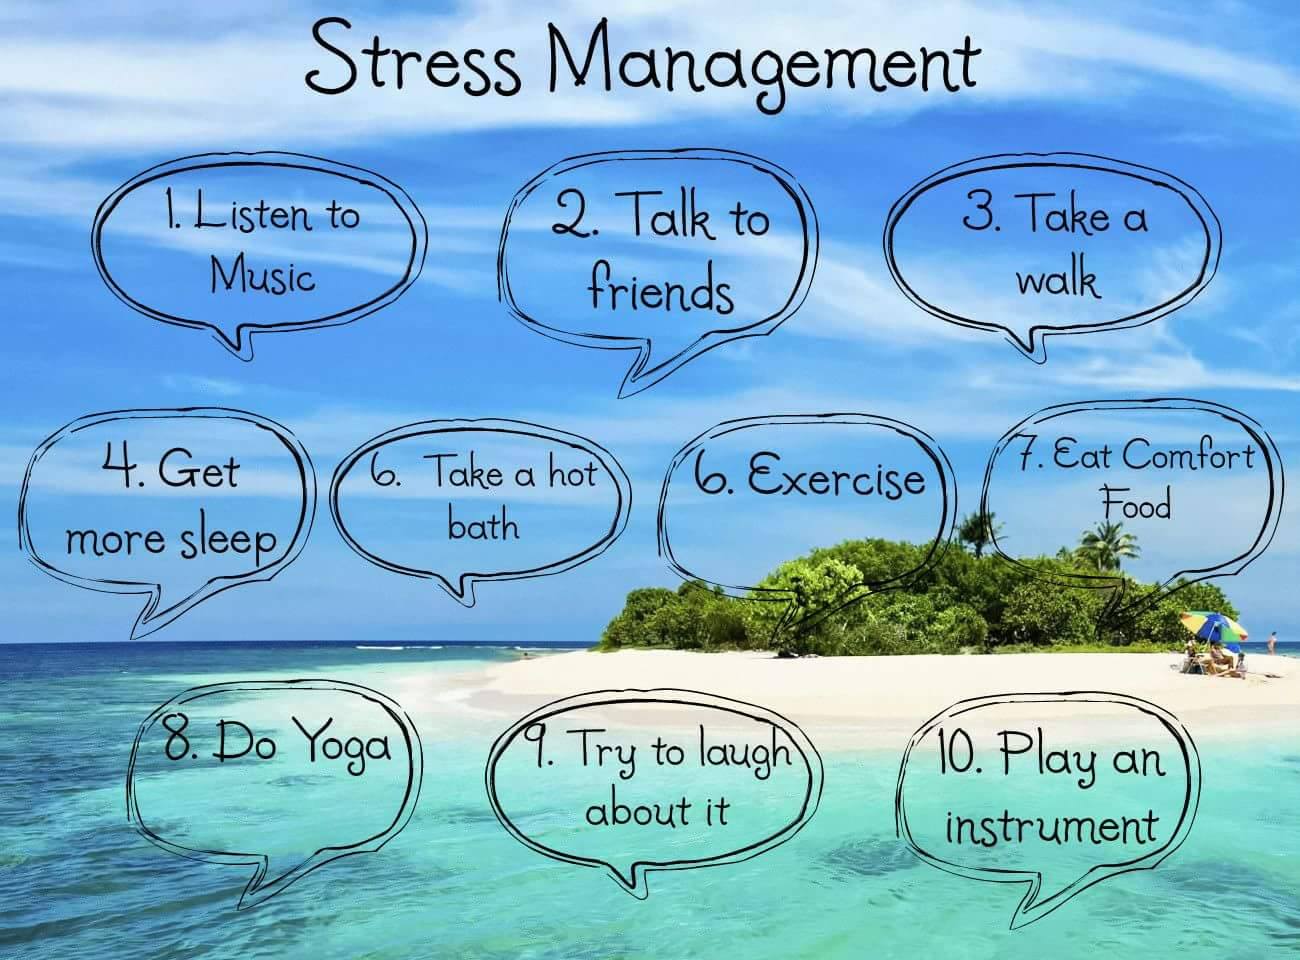 Stress Management
1. Listen to
Music
2. Talk to
friends
3. Take a
walk
4. Get
more sleep
6. Take a hot
bath
6. Exercise
7. Eat Comfort
Food
8. Do Yoga
9. Try to laugh
about it
10. Play an
instrument